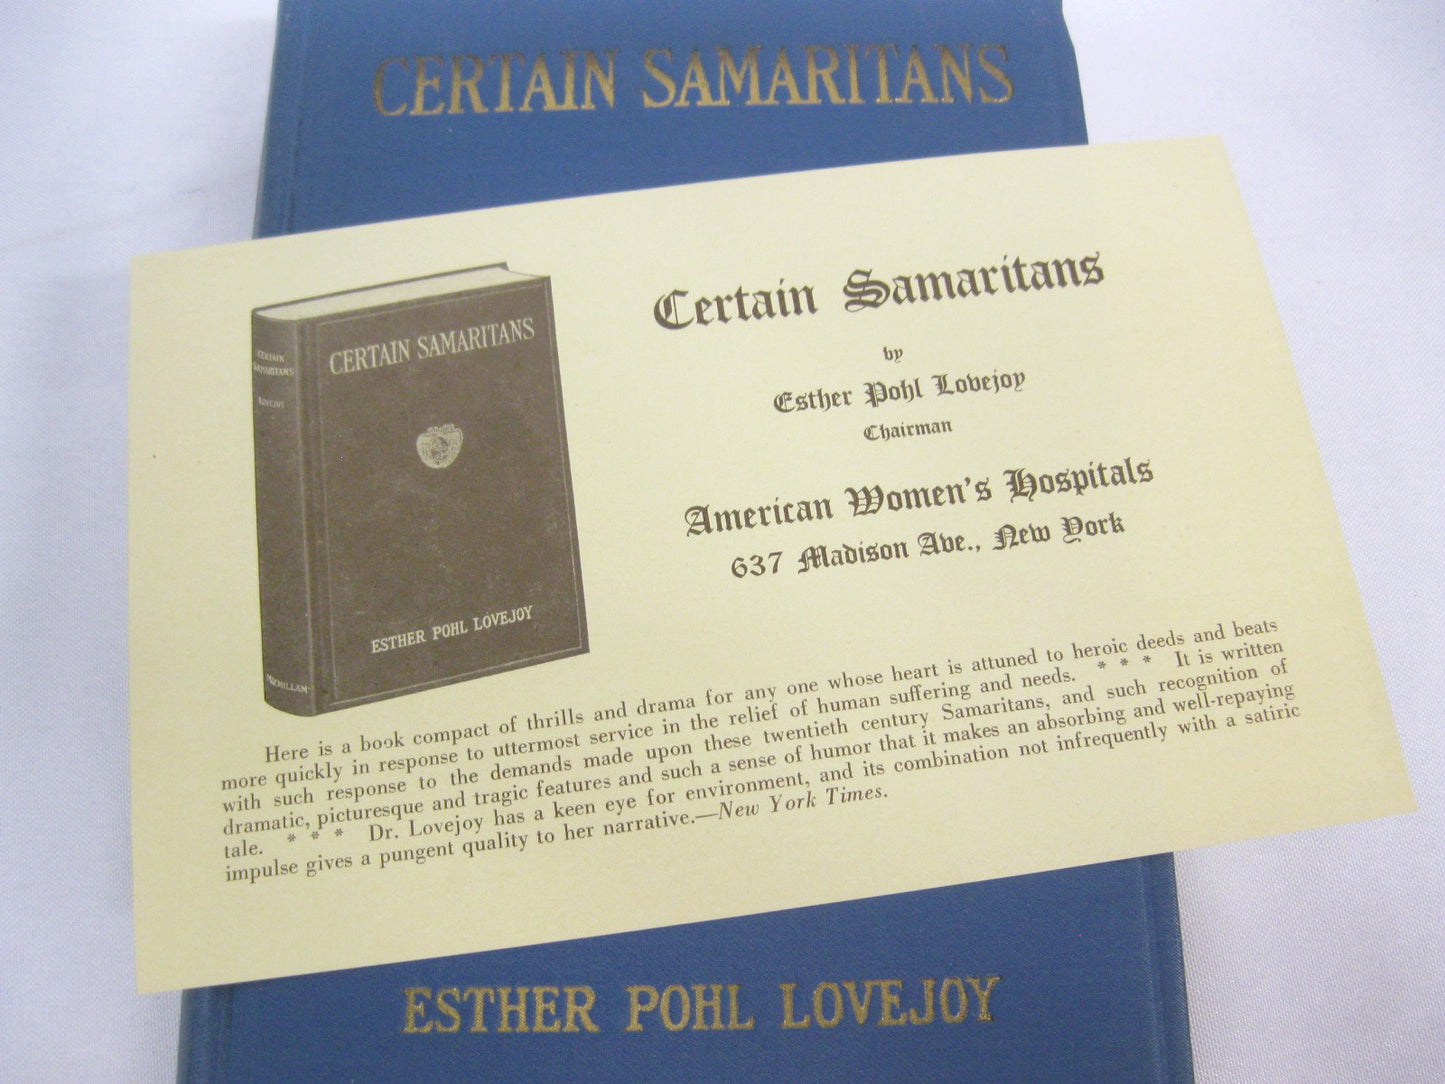 CERTAIN SAMARITANS
Certain Samaritans
by
Esther Pohl Lovejoy
Chairman
American Women's Hospitals
637 Madison Ave., New York
CERTAIN
SAMARITANS
LOVEJOY
MACMILLAN
CERTAIN SAMARITANS
ESTHER POHL LOVEJOY
Here is a book compact of thrills and drama for any one whose heart is attuned to heroic deeds and beats
more quickly in response to uttermost service in the relief of human suffering and needs. * * * It is written
with such response to the demands made upon these twentieth century Samaritans, and such recognition of
dramatic, picturesque and tragic features and such a sense of humor that it makes an absorbing and well-repaying
tale. * * * Dr. Lovejoy has a keen eye for environment, and its combination not infrequently with a satiric
impulse gives a pungent quality to her narrative.—New York Times.
ESTHER POHL LOVEJOY